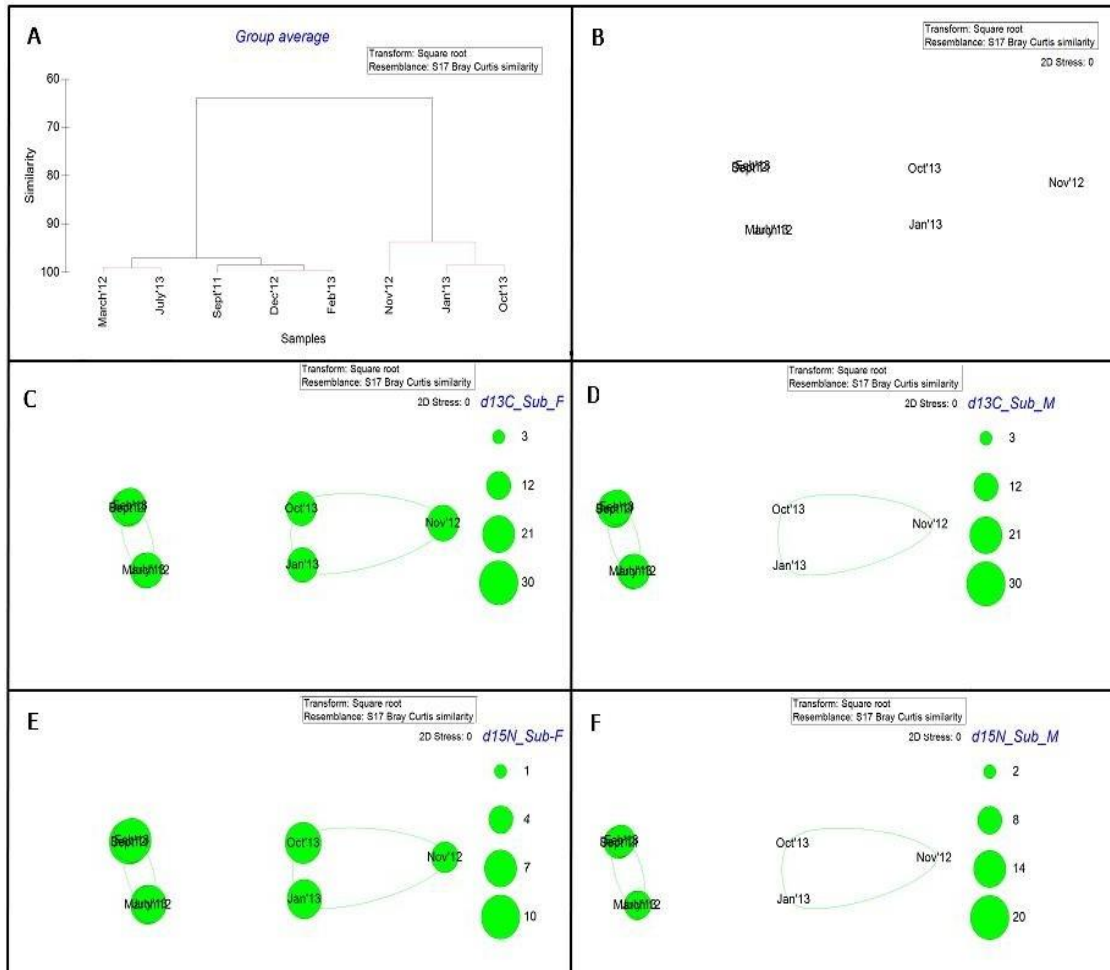 A
Group average
Transform: Square root
Resemblance: S17 Bray Curtis similarity
60
70
80
90
100
Similarity
March'12
July'13
Sept'11
Dec'12
Feb'13
Nov'12
Jan'13
Oct'13
Samples
B
Transform: Square root
Resemblance: S17 Bray Curtis similarity
2D Stress: 0
Oct'13
Nov'12
Jan'13
C
Transform: Square root
Resemblance: S17 Bray Curtis similarity
2D Stress: 0
d13C_Sub_F
3
12
21
30
Oct'13
Nov'12
Jan'13
D
Transform: Square root
Resemblance: S17 Bray Curtis similarity
2D Stress: 0
d13C_Sub_M
3
12
21
30
Oct'13
Nov'12
Jan'13
E
Transform: Square root
Resemblance: S17 Bray Curtis similarity
2D Stress: 0
d15N_Sub-F
1
4
7
10
Oct'13
Nov'12
Jan'13
F
Transform: Square root
Resemblance: S17 Bray Curtis similarity
2D Stress: 0
d15N_Sub_M
2
8
14
20
Oct'13
Nov'12
Jan'13